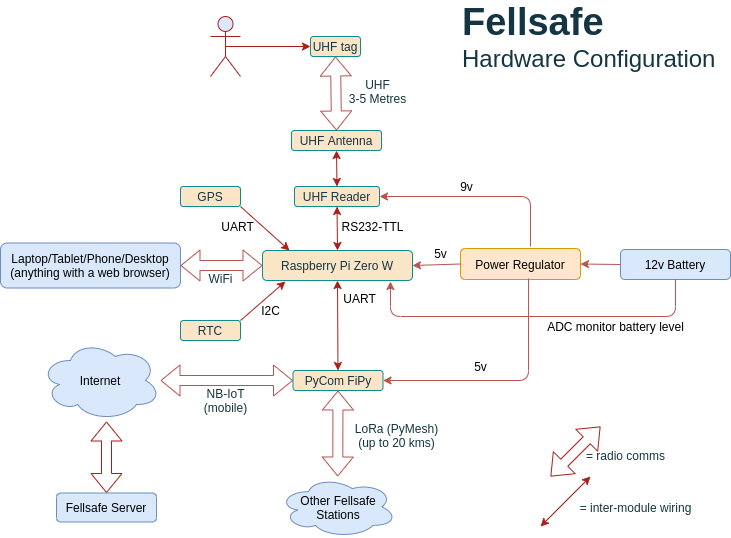 Fellsafe
Hardware Configuration
UHF tag
UHF
3-5 Metres
UHF Antenna
GPS
UHF Reader
9v
UART
RS232-TTL
Laptop/Tablet/Phone/Desktop
(anything with a web browser)
WiFi
Raspberry Pi Zero W
5v
Power Regulator
12v Battery
I2C
UART
RTC
ADC monitor battery level
Internet
NB-IoT
(mobile)
PyCom FiPy
5v
LoRa (PyMesh)
(up to 20 kms)
= radio comms
Fellsafe Server
Other Fellsafe
Stations
= inter-module wiring